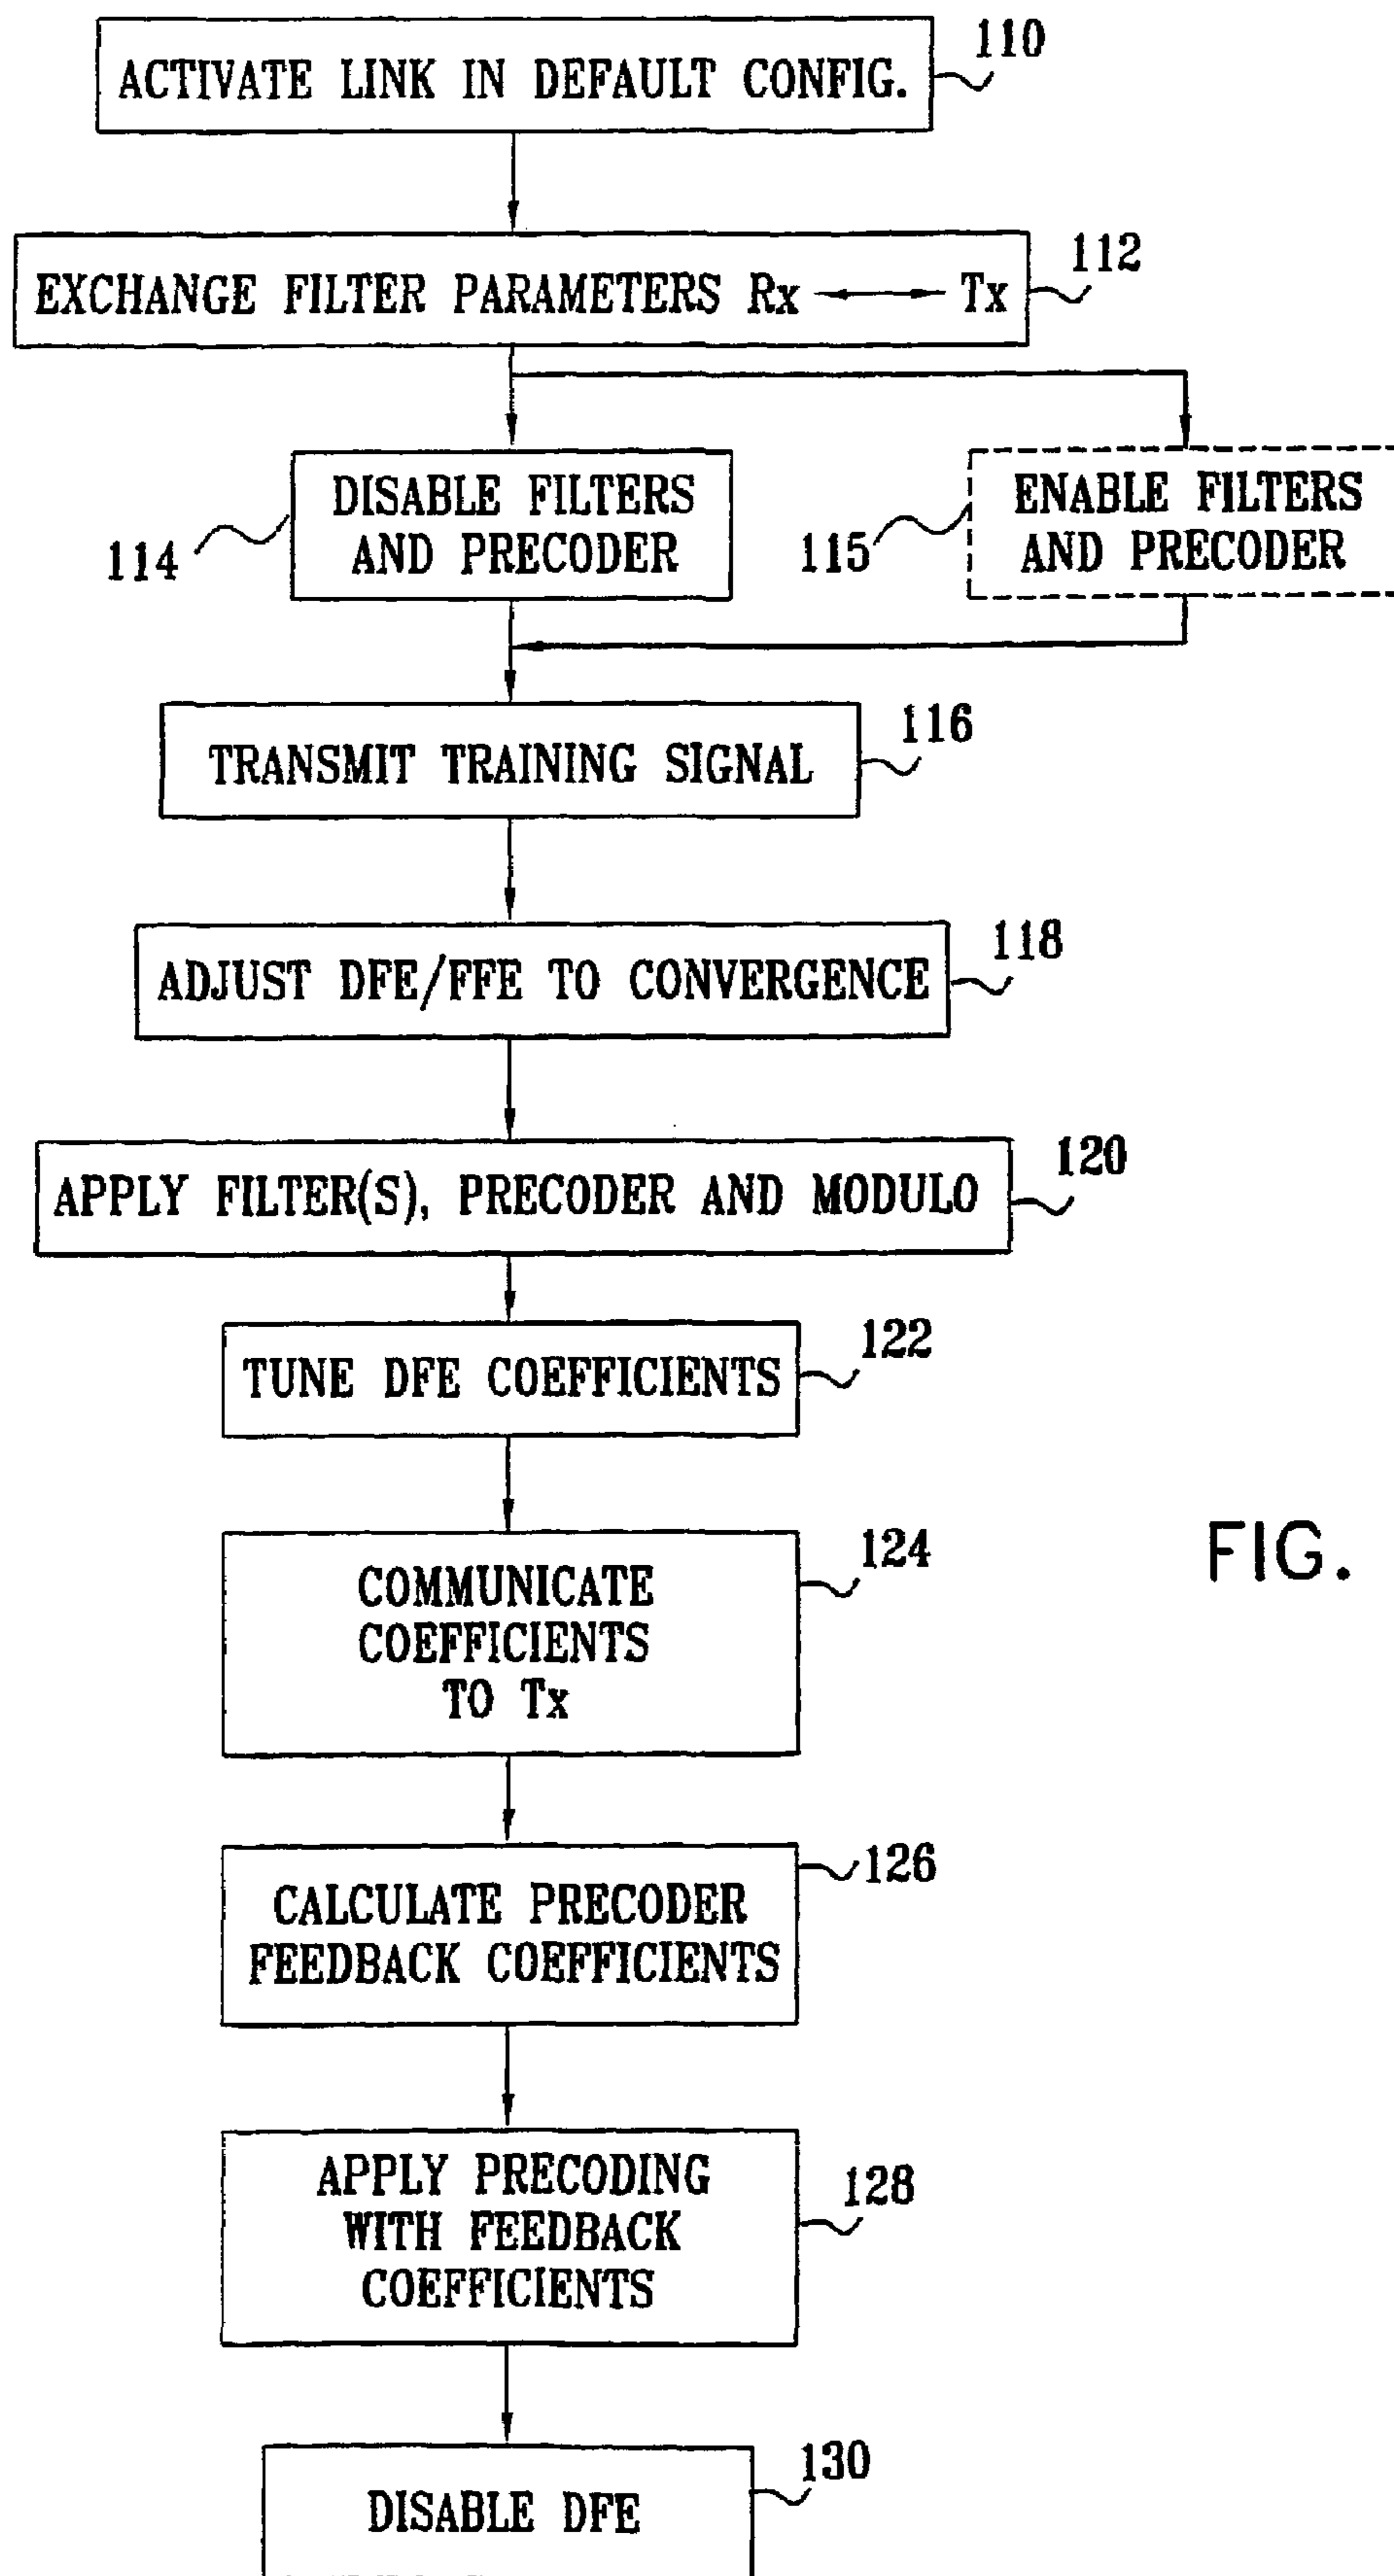 110
ACTIVATE LINK IN DEFAULT CONFIG.
112
EXCHANGE FILTER PARAMETERS Rx ↔ Tx
DISABLE FILTERS
AND PRECODER
114
ENABLE FILTERS
AND PRECODER
115
116
TRANSMIT TRAINING SIGNAL
118
ADJUST DFE/FFE TO CONVERGENCE
120
APPLY FILTER(S), PRECODER AND MODULO
122
TUNE DFE COEFFICIENTS
124
COMMUNICATE
COEFFICIENTS
TO Tx
FIG.
126
CALCULATE PRECODER
FEEDBACK COEFFICIENTS
128
APPLY PRECODING
WITH FEEDBACK
COEFFICIENTS
130
DISABLE DFE